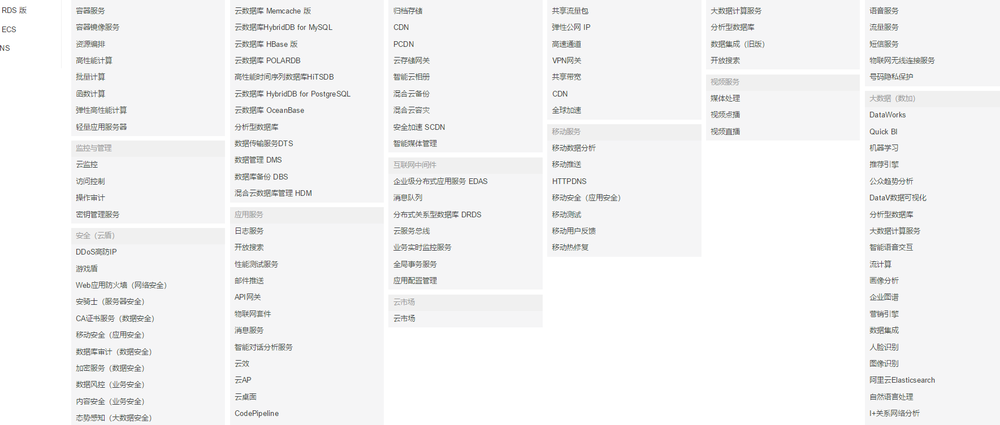 RDS 版
ECS
NS
容器服务
容器镜像服务
资源编排
高性能计算
批量计算
函数计算
弹性高性能计算
轻量应用服务器
监控与管理
云监控
访问控制
操作审计
密钥管理服务
安全（云盾）
DDoS高防IP
游戏盾
Web应用防火墙（网络安全）
安骑士（服务器安全）
CA证书服务（数据安全）
移动安全（应用安全）
数据库审计（数据安全）
加密服务（数据安全）
数据风控（业务安全）
内容安全（业务安全）
态势感知（大数据安全）
云数据库 Memcache 版
云数据库HybridDB for MySQL
云数据库 HBase 版
云数据库 POLARDB
高性能时间序列数据库HiTSDB
云数据库 HybridDB for PostgreSQL
云数据库 OceanBase
分析型数据库
数据传输服务DTS
数据管理 DMS
数据库备份 DBS
混合云数据库管理 HDM
应用服务
日志服务
开放搜索
性能测试服务
邮件推送
API网关
物联网套件
消息服务
智能对话分析服务
云效
云AP
云桌面
CodePipeline
归档存储
CDN
PCDN
云存储网关
智能云相册
混合云备份
混合云容灾
安全加速 SCDN
智能媒体管理
互联网中间件
企业级分布式应用服务 EDAS
消息队列
分布式关系型数据库 DRDS
云服务总线
业务实时监控服务
全局事务服务
应用配置管理
云市场
云市场
共享流量包
弹性公网 IP
高速通道
VPN网关
共享带宽
CDN
全球加速
移动服务
移动数据分析
移动推送
HTTPDNS
移动安全（应用安全）
移动测试
移动用户反馈
移动热修复
大数据计算服务
分析型数据库
数据集成（旧版）
开放搜索
视频服务
媒体处理
视频点播
视频直播
语音服务
流量服务
短信服务
物联网无线连接服务
号码隐私保护
大数据（数加）
DataWorks
Quick BI
机器学习
推荐引擎
公众趋势分析
DataV数据可视化
分析型数据库
大数据计算服务
智能语音交互
流计算
画像分析
企业图谱
营销引擎
数据集成
人脸识别
图像识别
阿里云Elasticsearch
自然语言处理
I+关系网络分析